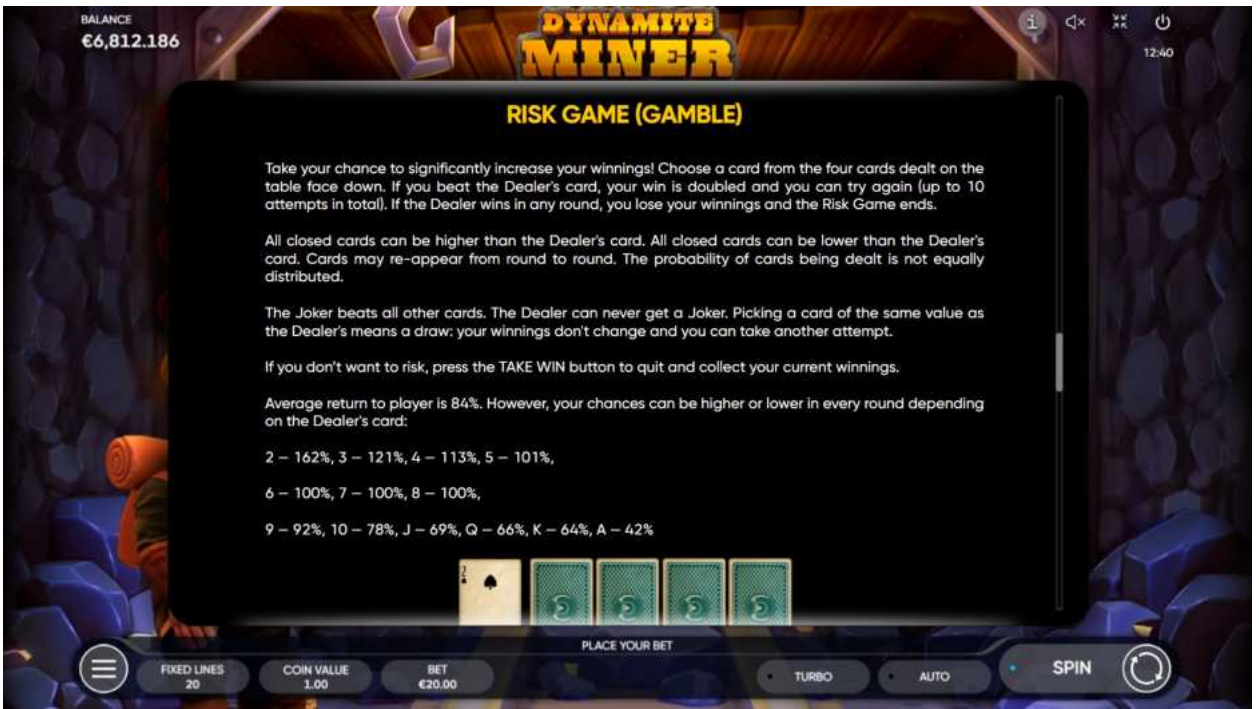 BALANCE
€6,812.186
DYNAMITE
MINER
12:40
RISK GAME (GAMBLE)
Take your chance to significantly increase your winnings! Choose a card from the four cards dealt on the
table face down. If you beat the Dealer's card, your win is doubled and you can try again (up to 10
attempts in total). If the Dealer wins in any round, you lose your winnings and the Risk Game ends.
All closed cards can be higher than the Dealer's card. All closed cards can be lower than the Dealer's
card. Cards may re-appear from round to round. The probability of cards being dealt is not equally
distributed.
The Joker beats all other cards. The Dealer can never get a Joker. Picking a card of the same value as
the Dealer's means a draw: your winnings don't change and you can take another attempt.
If you don't want to risk, press the TAKE WIN button to quit and collect your current winnings.
Average return to player is 84%. However, your chances can be higher or lower in every round depending
on the Dealer's card:
2 – 162%, 3 – 121%, 4 – 113%, 5 – 101%,
6 – 100%, 7 – 100%, 8 – 100%,
9 – 92%, 10 – 78%, J – 69%, Q – 66%, K – 64%, A – 42%
2
PLACE YOUR BET
FIXED LINES
20
COIN VALUE
1.00
BET
€20.00
TURBO
AUTO
SPIN